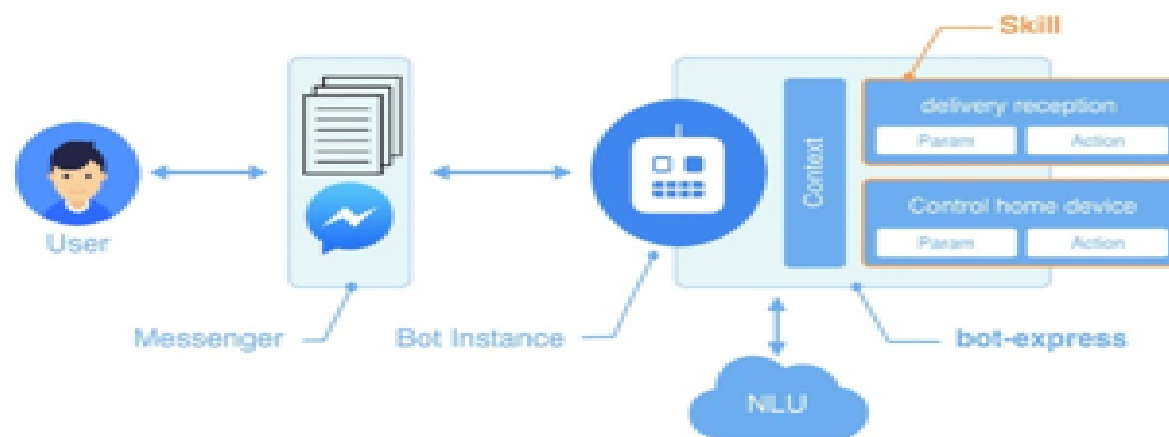 Skill
delivery reception
Param
Action
Context
Control home device
Param
Action
User
Messenger
Bot Instance
bot-express
NLU